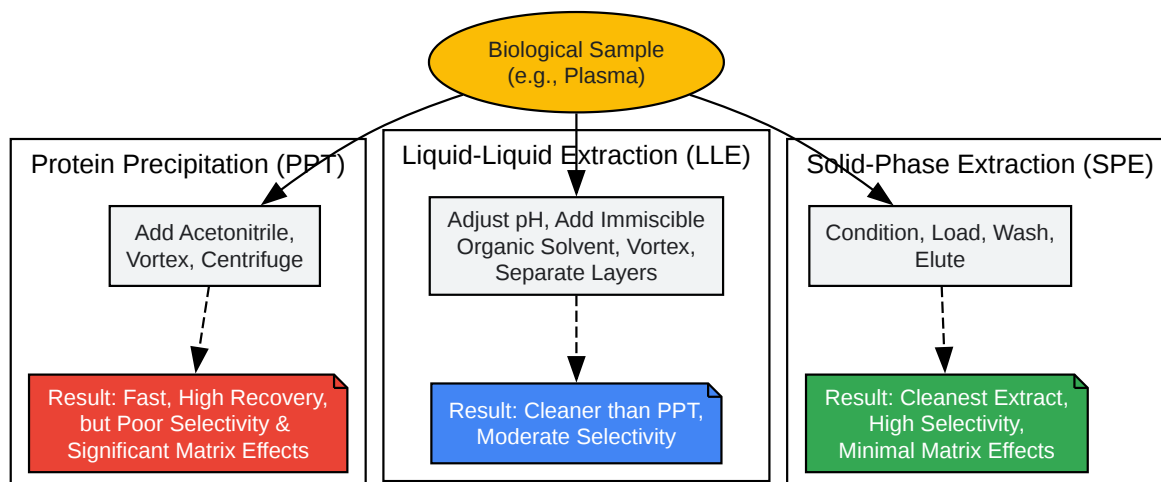 Biological Sample
(e.g., Plasma)
Protein Precipitation (PPT)
Add Acetonitrile,
Vortex, Centrifuge
Result: Fast, High Recovery,
but Poor Selectivity &
Significant Matrix Effects
Liquid-Liquid Extraction (LLE)
Adjust pH, Add Immiscible
Organic Solvent, Vortex,
Separate Layers
Result: Cleaner than PPT,
Moderate Selectivity
Solid-Phase Extraction (SPE)
Condition, Load, Wash,
Elute
Result: Cleanest Extract,
High Selectivity,
Minimal Matrix Effects